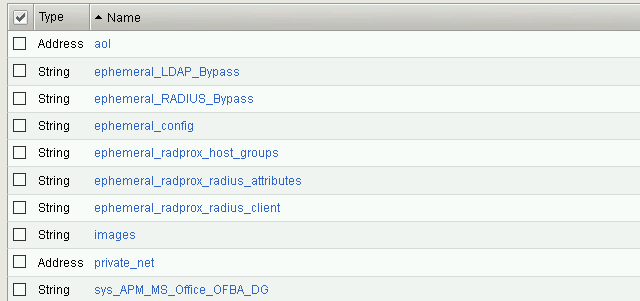 Type Name
Address aol
String ephemeral_LDAP_Bypass
String ephemeral_RADIUS_Bypass
String ephemeral_config
String ephemeral_radprox_host_groups
String ephemeral_radprox_radius_attributes
String ephemeral_radprox_radius_client
String images
Address private_net
String sys_APM_MS_Office_OFBA_DG